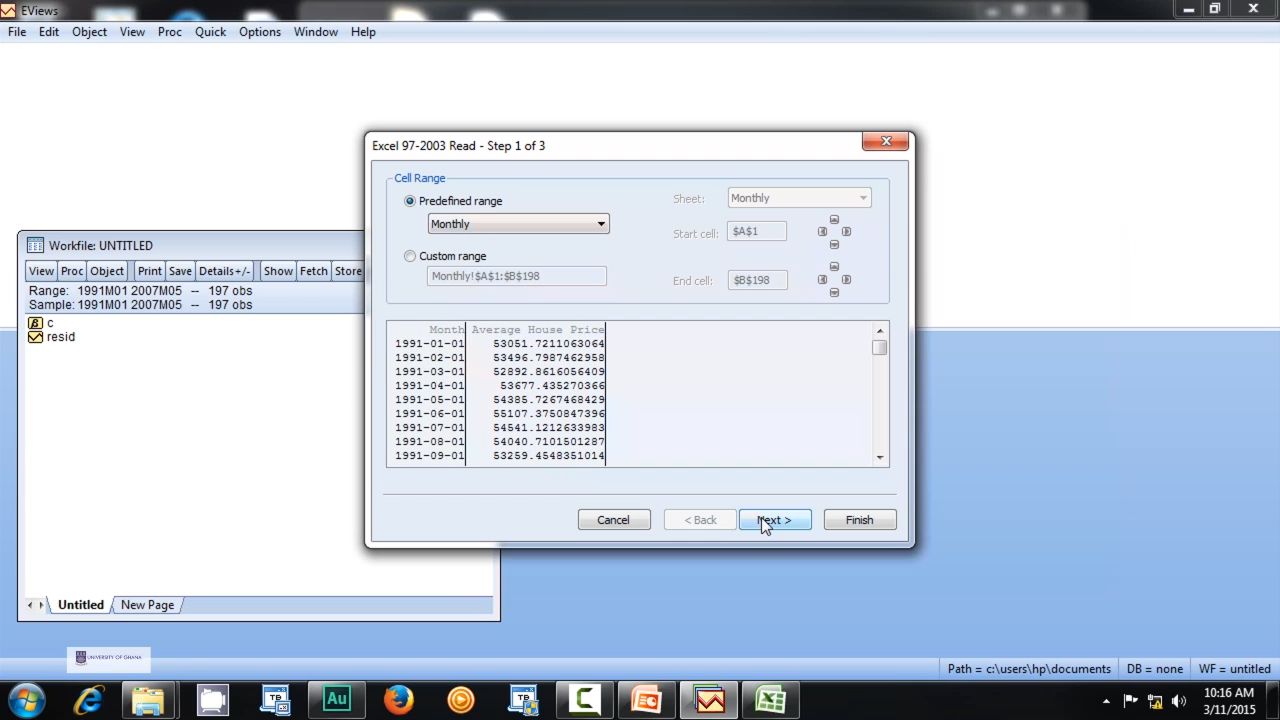 EViews
File Edit Object View Proc Quick Options Window Help
Excel 97-2003 Read - Step 1 of 3
Cell Range
Predefined range
Monthly
Custom range
Monthly!$A$1:$B$198
Sheet: Monthly
Start cell: $A$1
End cell: $B$198
Month Average House Price
1991-01-01 53051.7211063064
1991-02-01 53496.7987462958
1991-03-01 52892.8616056409
1991-04-01 53677.435270366
1991-05-01 54385.7267468429
1991-06-01 55107.3750847396
1991-07-01 54541.1212633983
1991-08-01 54040.7101501287
1991-09-01 53259.4548351014
Cancel < Back Next > Finish
Workfile: UNTITLED
View Proc Object Print Save Details+/- Show Fetch Store
Range: 1991M01 2007M05 -- 197 obs
Sample: 1991M01 2007M05 -- 197 obs
β c
resid
Untitled New Page
UNIVERSITY OF GHANA
Path = c:\users\hp\documents DB = none WF = untitled
TB Au TB C
10:16 AM
3/11/2015